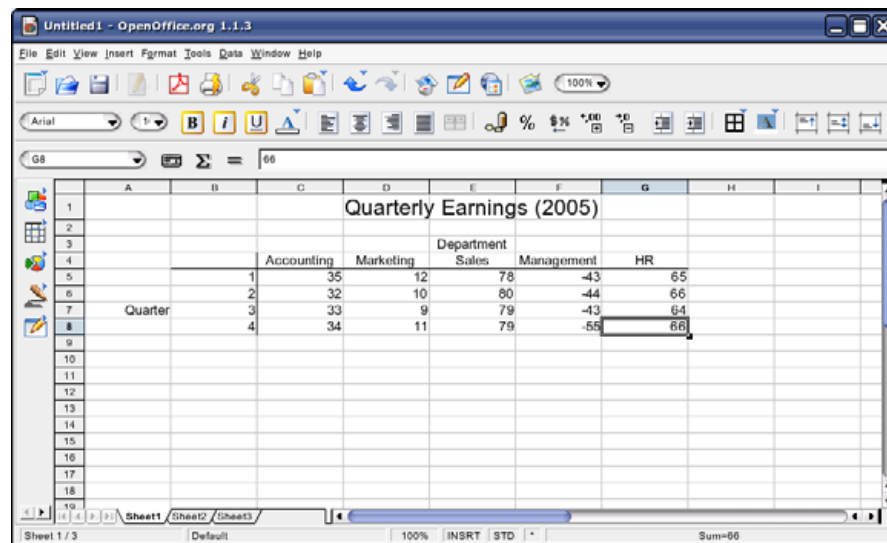 Untitled1 - OpenOffice.org 1.1.3
File Edit View Insert Format Tools Data Window Help
100%
Arial
B i U A % $% +.00 +.0 A
G8 Σ = 66
A B C D E F G H I
1 Quarterly Earnings (2005)
2
3 Department
4 Accounting Marketing Sales Management HR
5 1 35 12 78 -43 65
6 2 32 10 80 -44 66
7 Quarter 3 33 9 79 -43 64
8 4 34 11 79 -55 66
9
10
11
12
13
14
15
16
17
18
19
Sheet1 Sheet2 Sheet3
Sheet 1 / 3 Default 100% INSRT STD * Sum=66